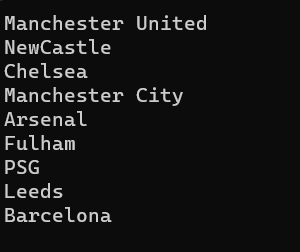 Manchester United
NewCastle
Chelsea
Manchester City
Arsenal
Fulham
PSG
Leeds
Barcelona